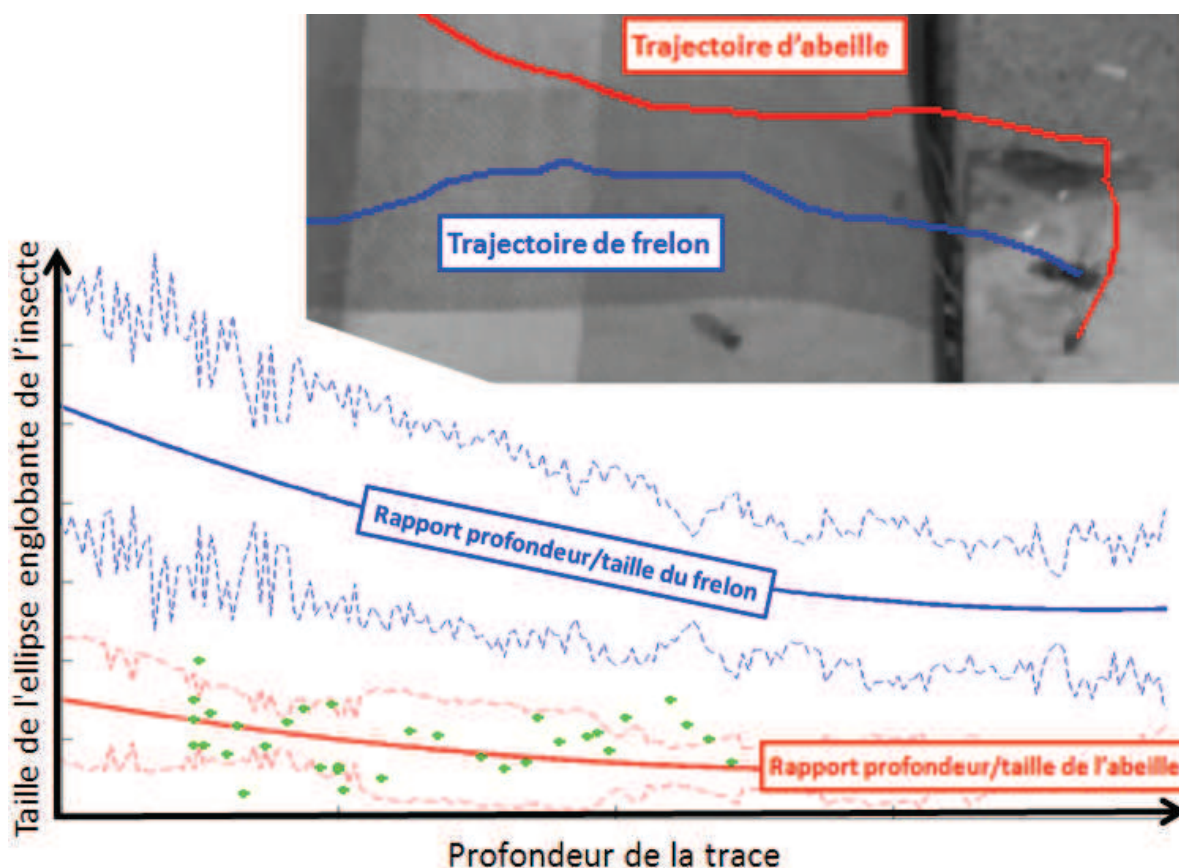 Trajectoire d'abeille
Trajectoire de frelon
Taille de l'ellipse englobante de l'insecte
Rapport profondeur/taille du frelon
Rapport profondeur/taille de l'abeille
Profondeur de la trace